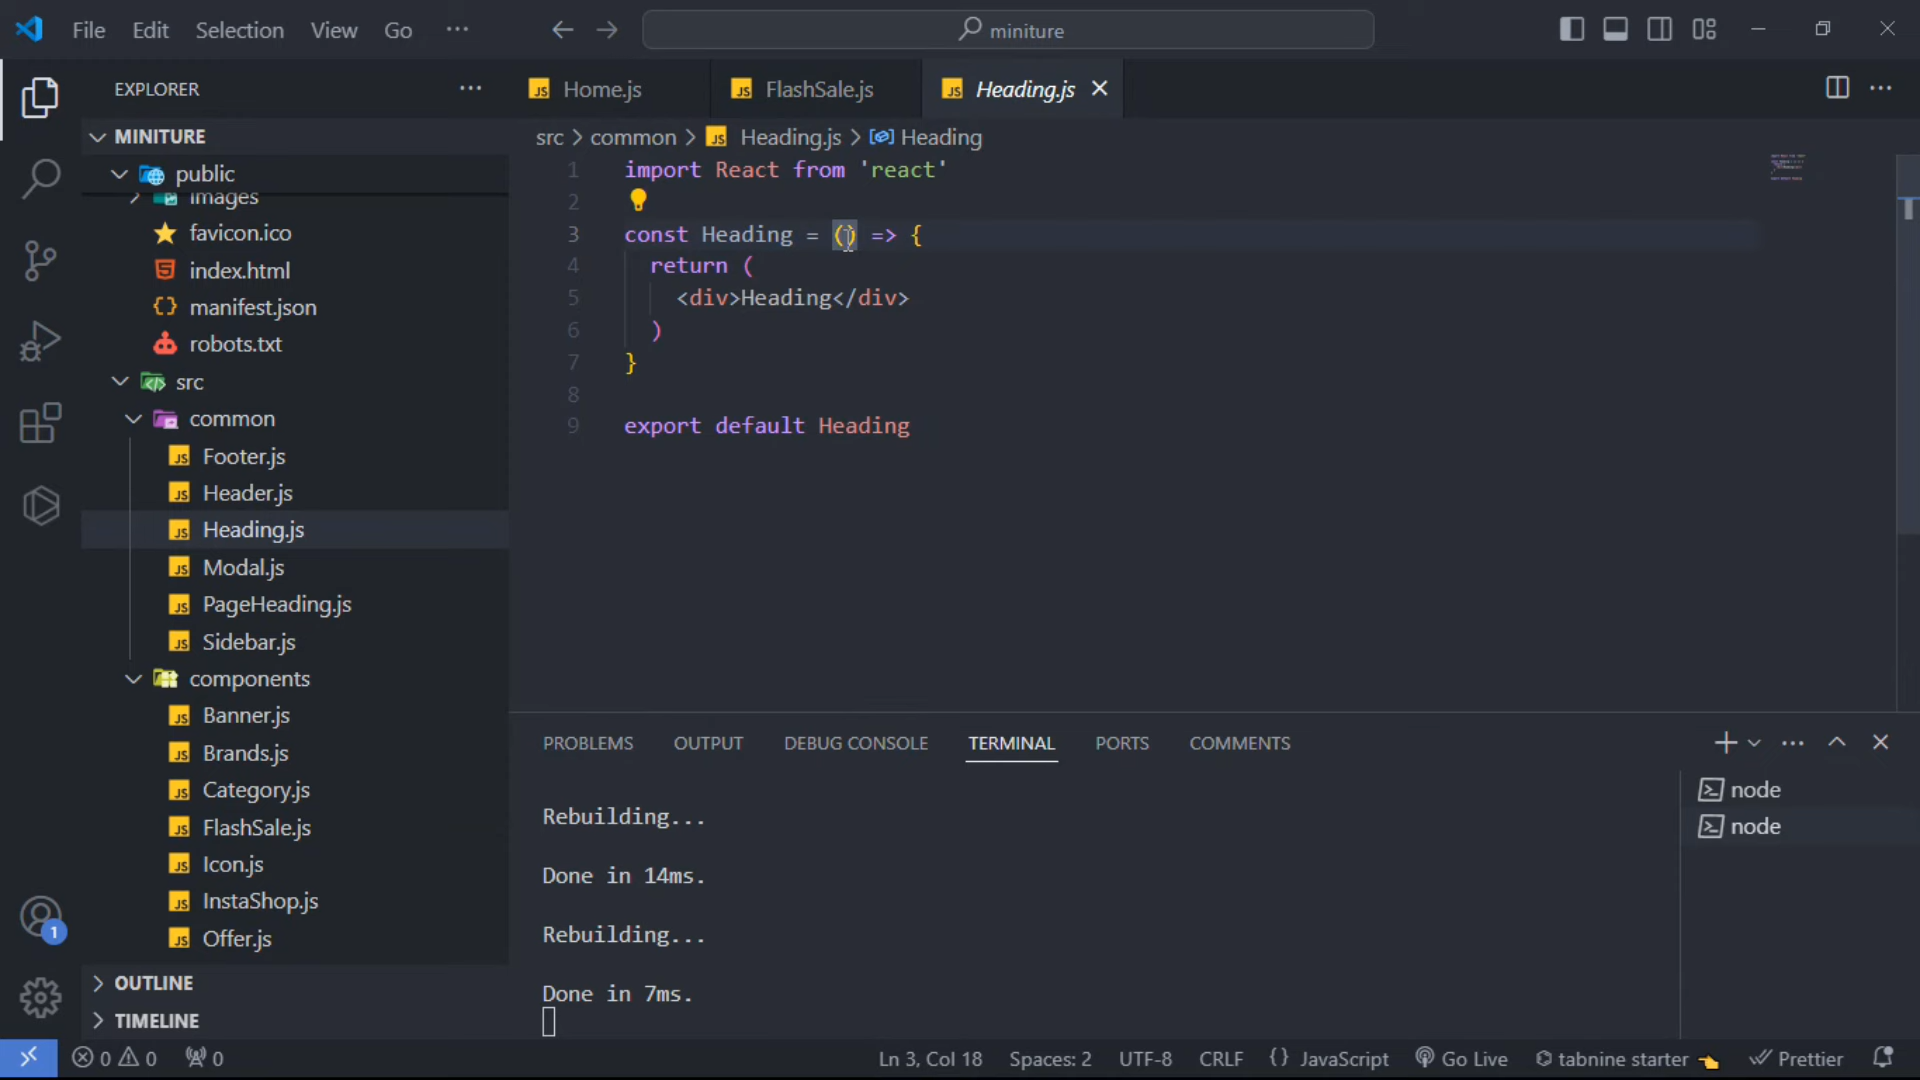 File Edit Selection View Go ···
miniture
EXPLORER ···
Home.js
FlashSale.js
Heading.js
MINITURE
public
images
favicon.ico
index.html
manifest.json
robots.txt
src
common
Footer.js
Header.js
Heading.js
Modal.js
PageHeading.js
Sidebar.js
components
Banner.js
Brands.js
Category.js
FlashSale.js
Icon.js
InstaShop.js
Offer.js
OUTLINE
TIMELINE
src > common > JS Heading.js > Heading
1 import React from 'react'
2
3 const Heading = () => {
4 return (
5 <div>Heading</div>
6 )
7 }
8
9 export default Heading
PROBLEMS OUTPUT DEBUG CONSOLE TERMINAL PORTS COMMENTS
Rebuilding...
Done in 14ms.
Rebuilding...
Done in 7ms.
node
node
1
0 0 0
Ln 3, Col 18 Spaces: 2 UTF-8 CRLF {} JavaScript Go Live tabnine starter Prettier